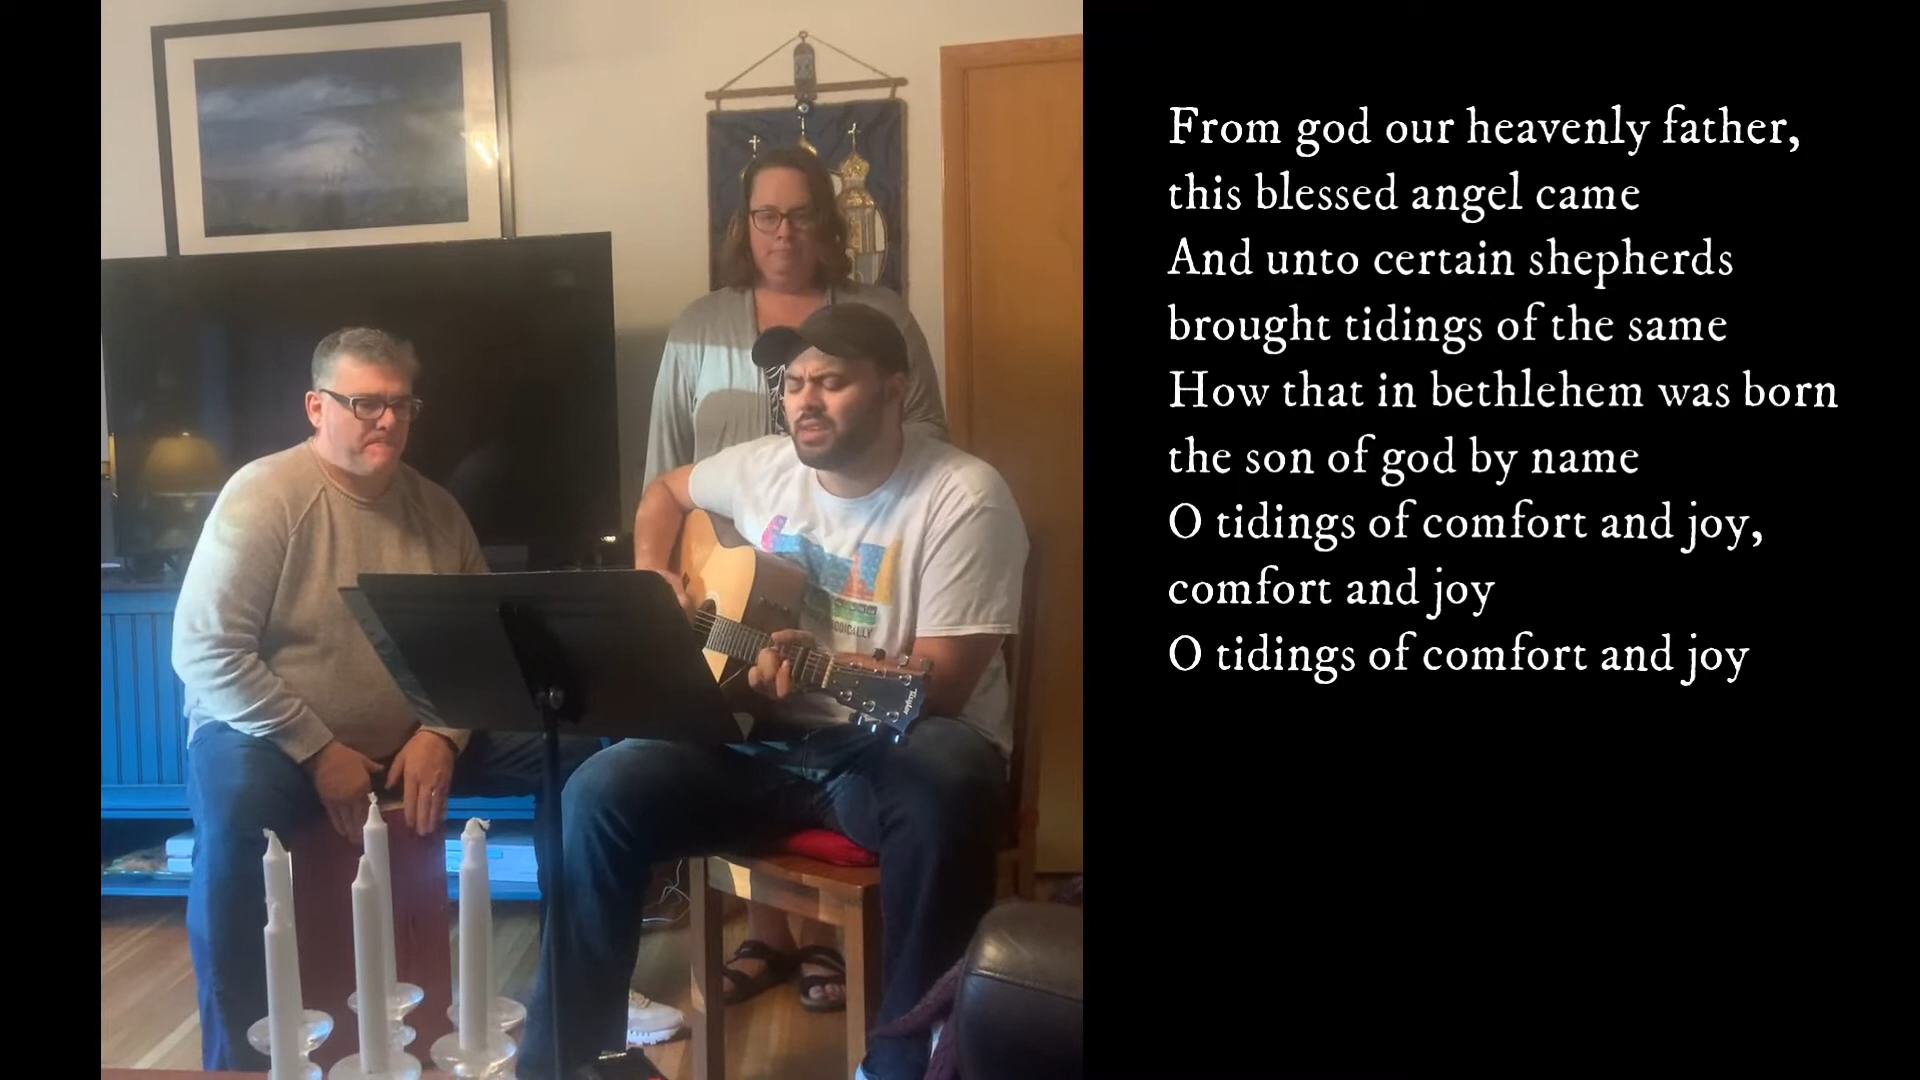 From god our heavenly father,
this blessed angel came
And unto certain shepherds
brought tidings of the same
How that in bethlehem was born
the son of god by name
O tidings of comfort and joy,
comfort and joy
O tidings of comfort and joy
Taylor